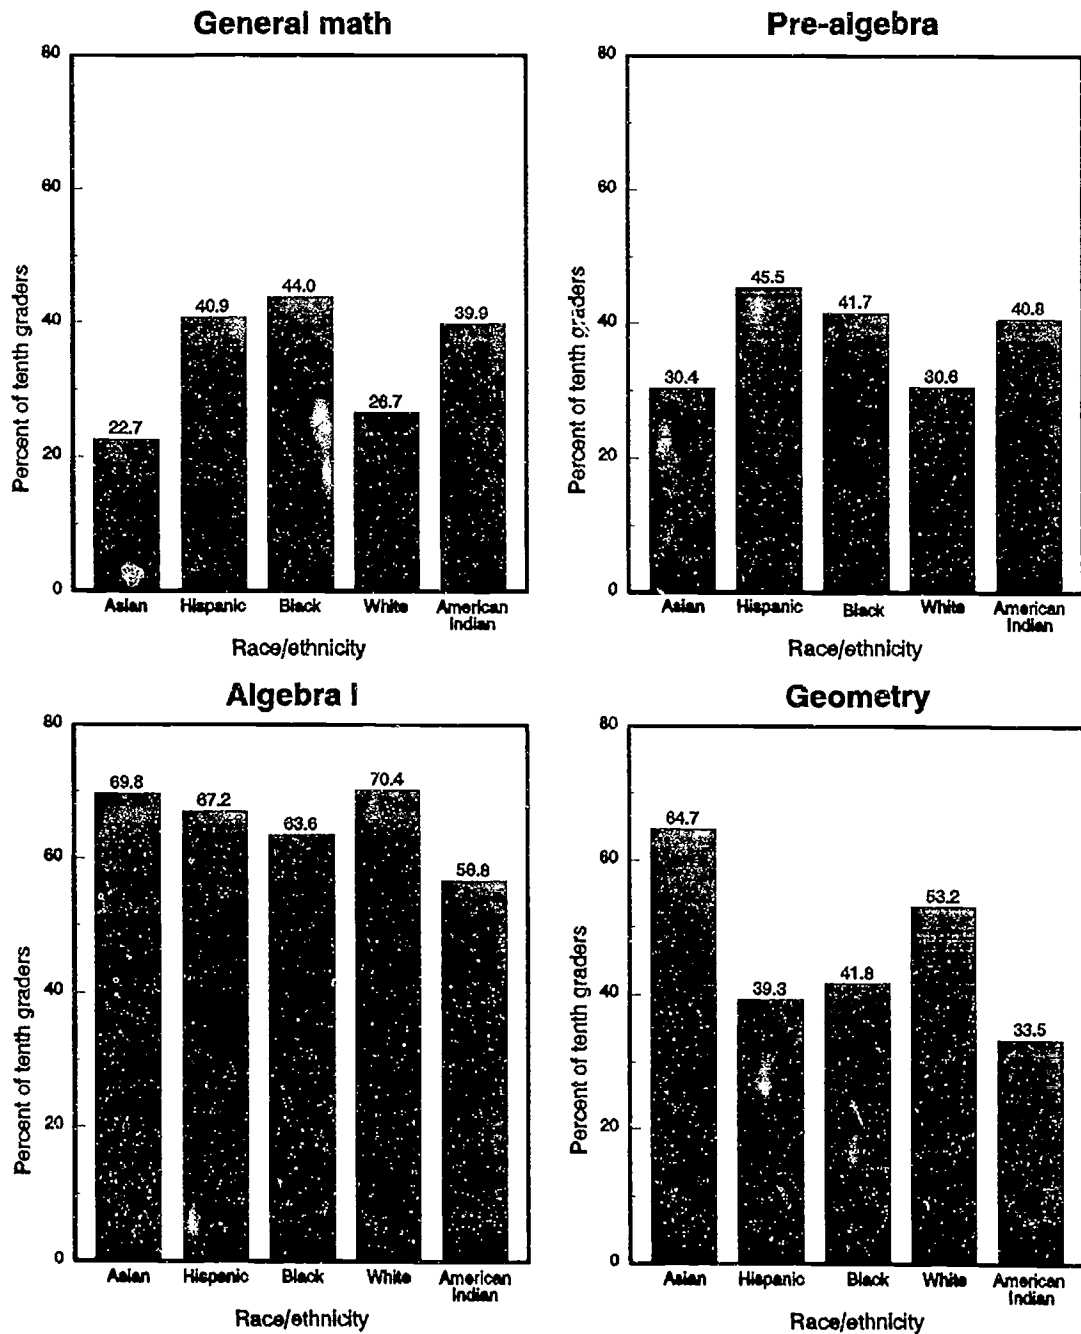 General math
80
60
40
20
0
Percent of tenth graders
22.7
40.9
44.0
26.7
39.9
Asian
Hispanic
Black
White
American
Indian
Race/ethnicity
Pre-algebra
80
60
40
20
0
Percent of tenth graders
30.4
45.5
41.7
30.6
40.8
Asian
Hispanic
Black
White
American
Indian
Race/ethnicity
Algebra I
80
60
40
20
0
Percent of tenth graders
69.8
67.2
63.6
70.4
56.8
Asian
Hispanic
Black
White
American
Indian
Race/ethnicity
Geometry
80
60
40
20
0
Percent of tenth graders
64.7
39.3
41.8
53.2
33.5
Asian
Hispanic
Black
White
American
Indian
Race/ethnicity